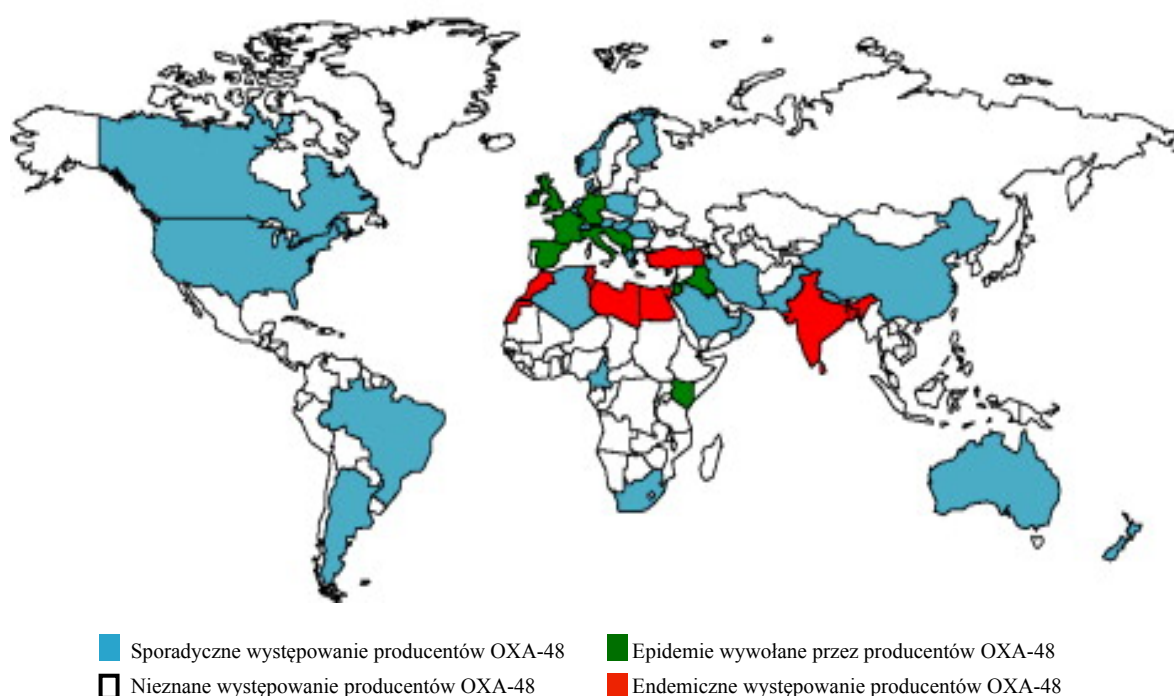 Sporadyczne występowanie producentów OXA-48
Epidemie wywołane przez producentów OXA-48
Nieznane występowanie producentów OXA-48
Endemiczne występowanie producentów OXA-48